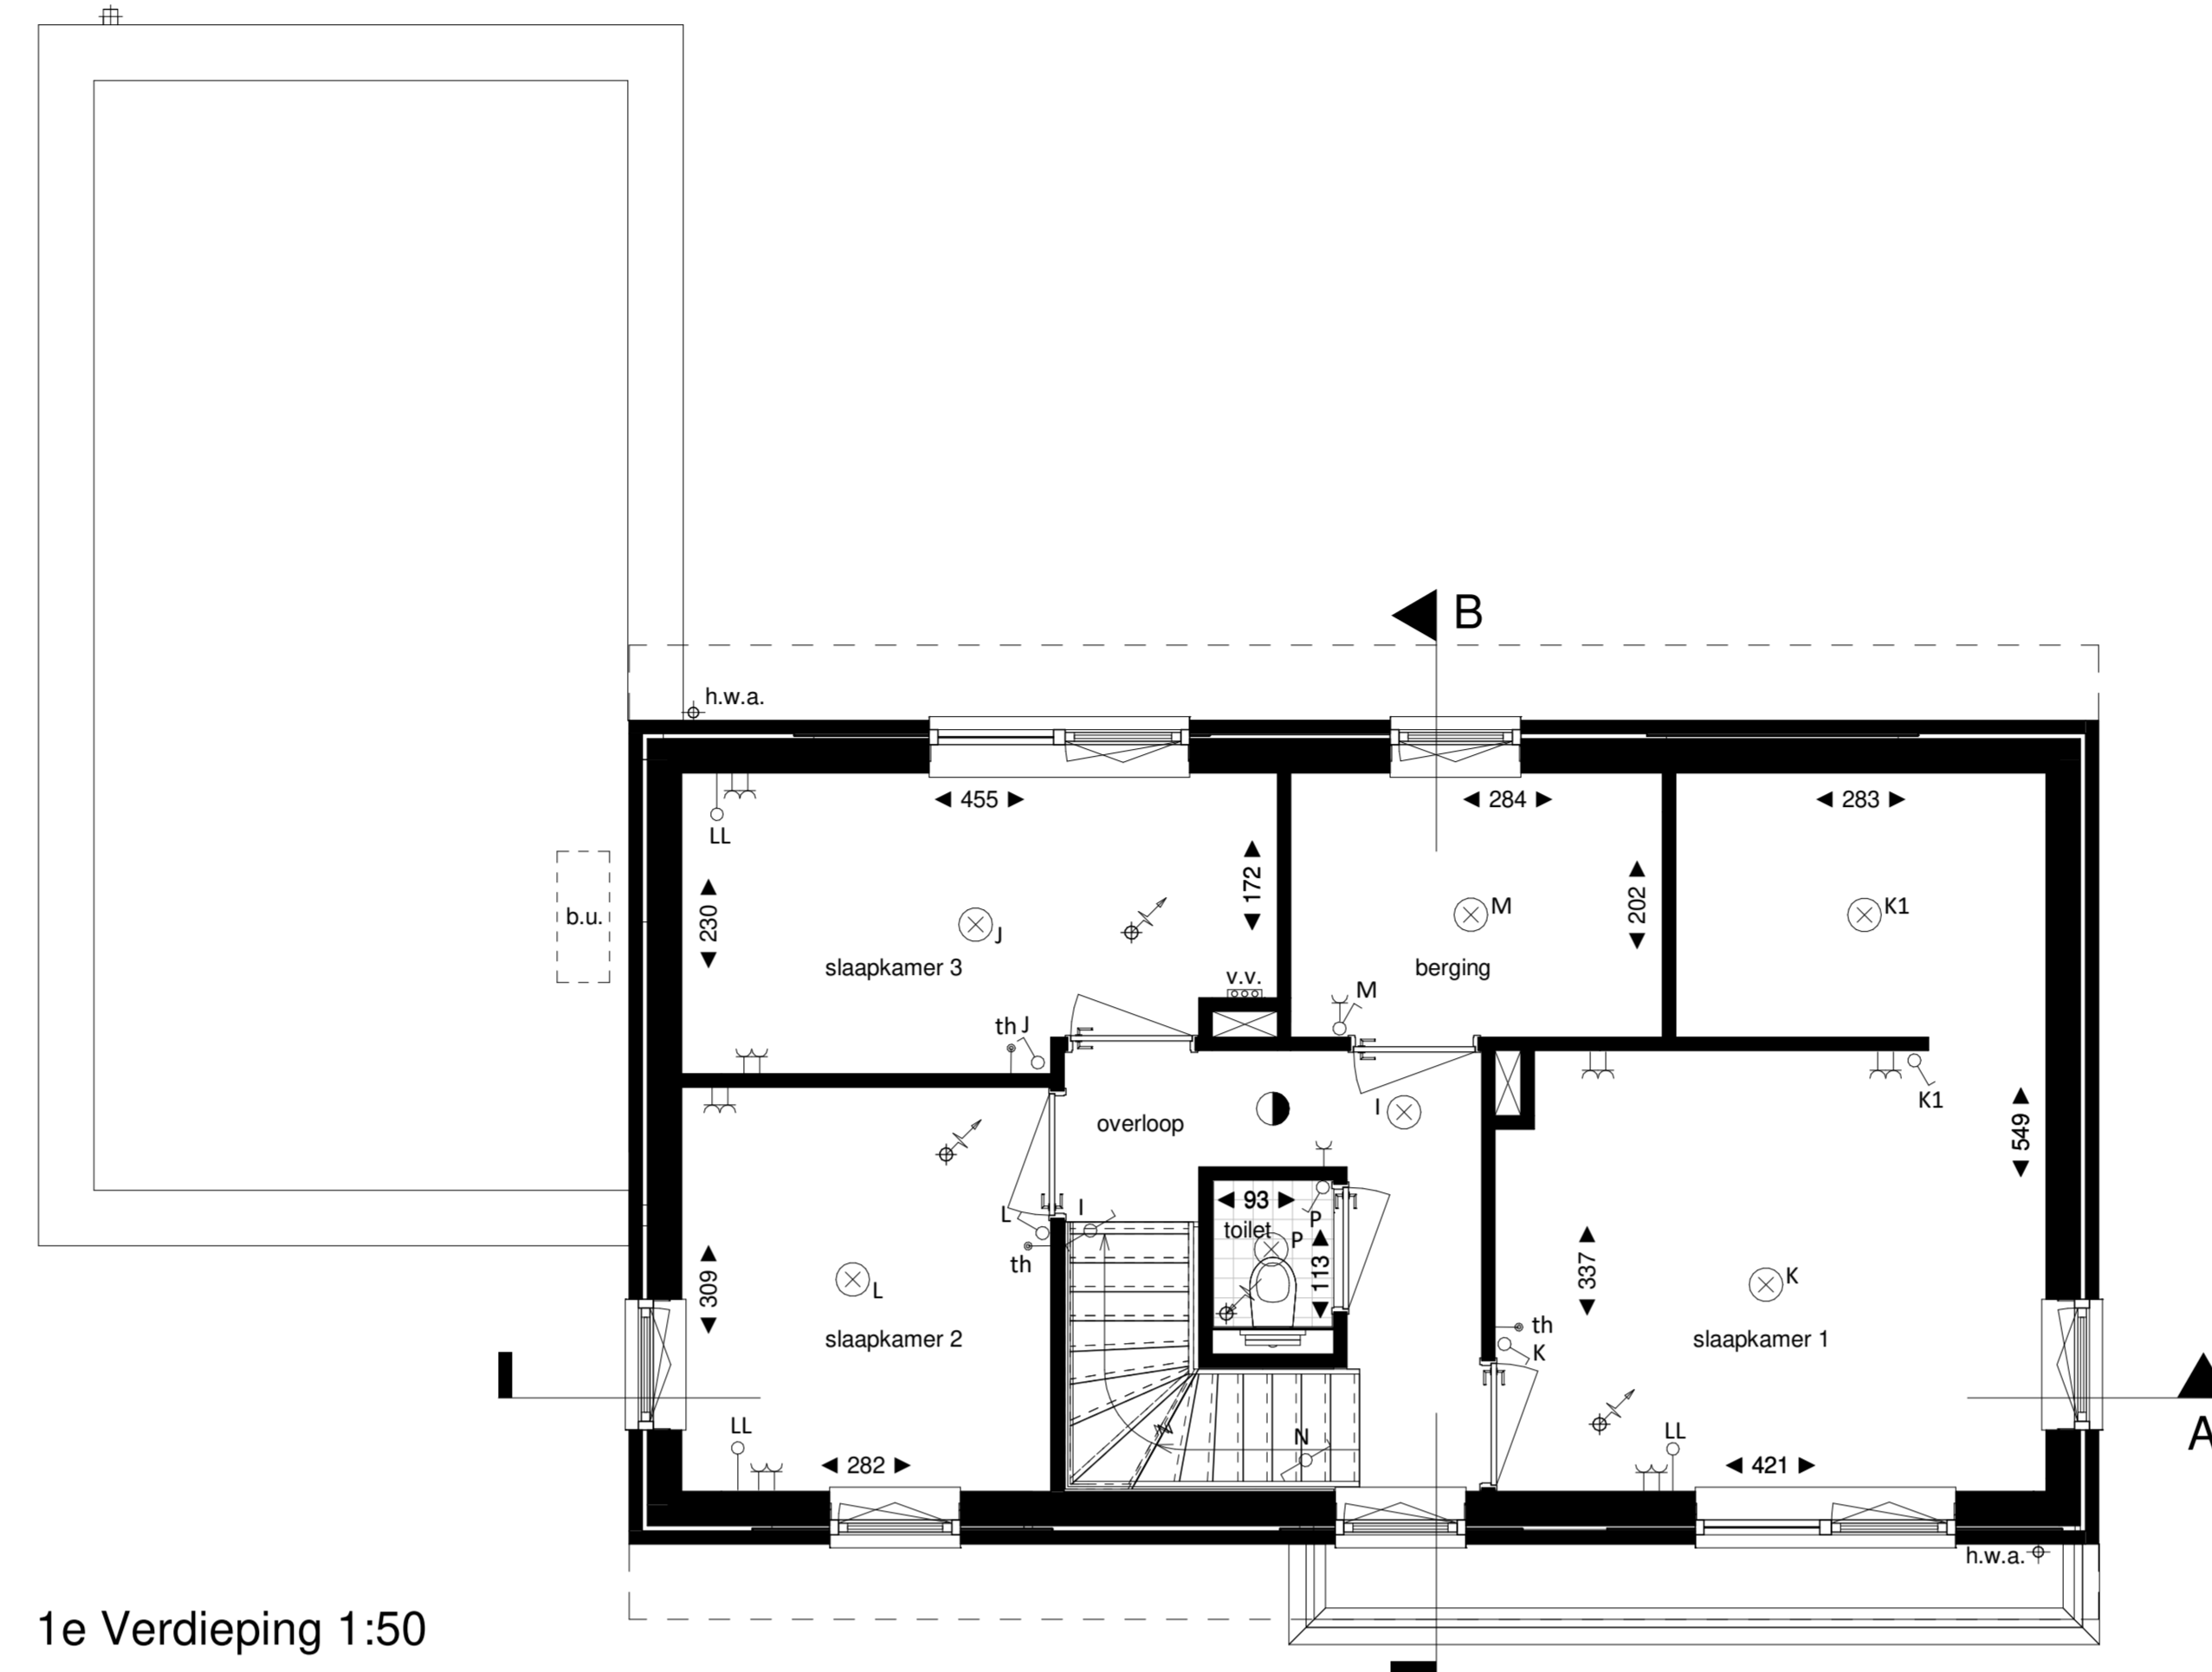 B
h.w.a.
455
284
283
LL
172
230
202
b.u.
J
M
K1
slaapkamer 3
berging
v.v.
M
th J
K1
I
overloop
549
93
L
I
P
toilet
P
th
113
309
L
337
K
slaapkamer 2
th
K
slaapkamer 1
LL
N
N
LL
A
282
421
h.w.a.
1e Verdieping 1:50